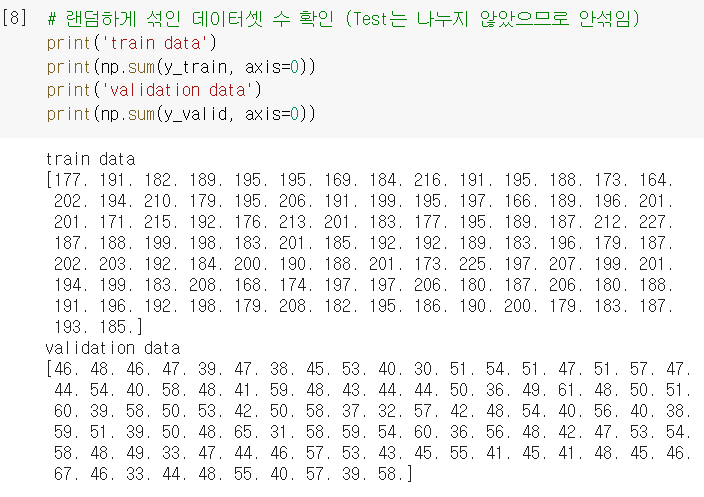 [8] # 랜덤하게 섞인 데이터셋 수 확인 (Test는 나누지 않았으므로 안섞임)
print('train data')
print(np.sum(y_train, axis=0))
print('validation data')
print(np.sum(y_valid, axis=0))
train data
[177. 191. 182. 189. 195. 195. 169. 184. 216. 191. 195. 188. 173. 164.
202. 194. 210. 179. 195. 206. 191. 199. 195. 197. 166. 189. 196. 201.
201. 171. 215. 192. 176. 213. 201. 183. 177. 195. 189. 187. 212. 227.
187. 188. 199. 198. 183. 201. 185. 192. 192. 189. 183. 196. 179. 187.
202. 203. 192. 184. 200. 190. 188. 201. 173. 225. 197. 207. 199. 201.
194. 199. 183. 208. 168. 174. 197. 197. 206. 180. 187. 206. 180. 188.
191. 196. 192. 198. 179. 208. 182. 195. 186. 190. 200. 179. 183. 187.
193. 185.]
validation data
[46. 48. 46. 47. 39. 47. 38. 45. 53. 40. 30. 51. 54. 51. 47. 51. 57. 47.
44. 54. 40. 58. 48. 41. 59. 48. 43. 44. 44. 50. 36. 49. 61. 48. 50. 51.
60. 39. 58. 50. 53. 42. 50. 58. 37. 32. 57. 42. 48. 54. 40. 56. 40. 38.
59. 51. 39. 50. 48. 65. 31. 58. 59. 54. 60. 36. 56. 48. 42. 47. 53. 54.
58. 48. 49. 33. 47. 44. 46. 57. 53. 43. 45. 55. 41. 45. 41. 48. 45. 46.
67. 46. 33. 44. 48. 55. 40. 57. 39. 58.]